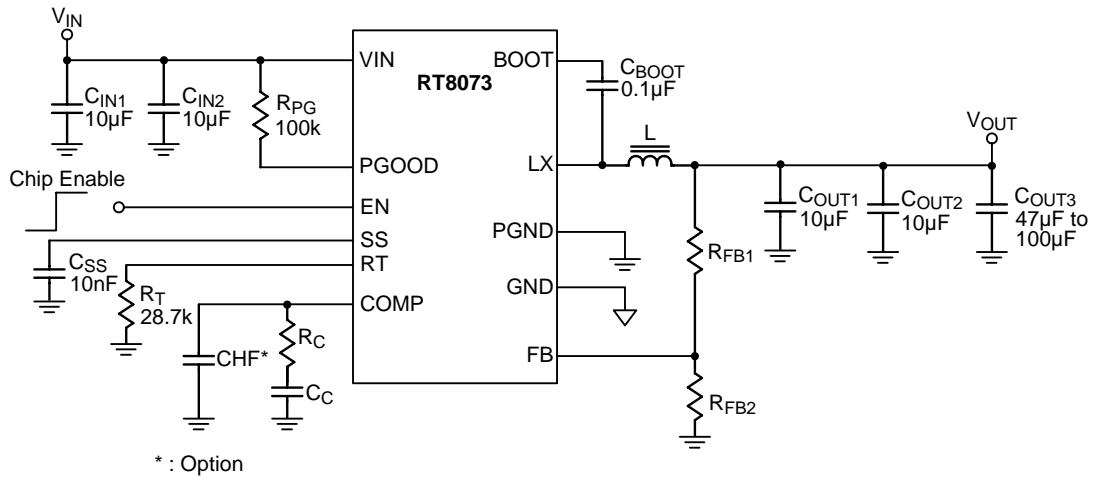 VIN
VIN
BOOT
RT8073
CBOOT
0.1µF
CIN1
10µF
CIN2
10µF
RPG
100k
L
VOUT
LX
PGOOD
Chip Enable
EN
COUT1
10µF
COUT2
10µF
COUT3
47µF to
100µF
SS
PGND
RFB1
CSS
10nF
RT
GND
RT
28.7k
COMP
RC
CHF*
FB
CC
RFB2
* : Option